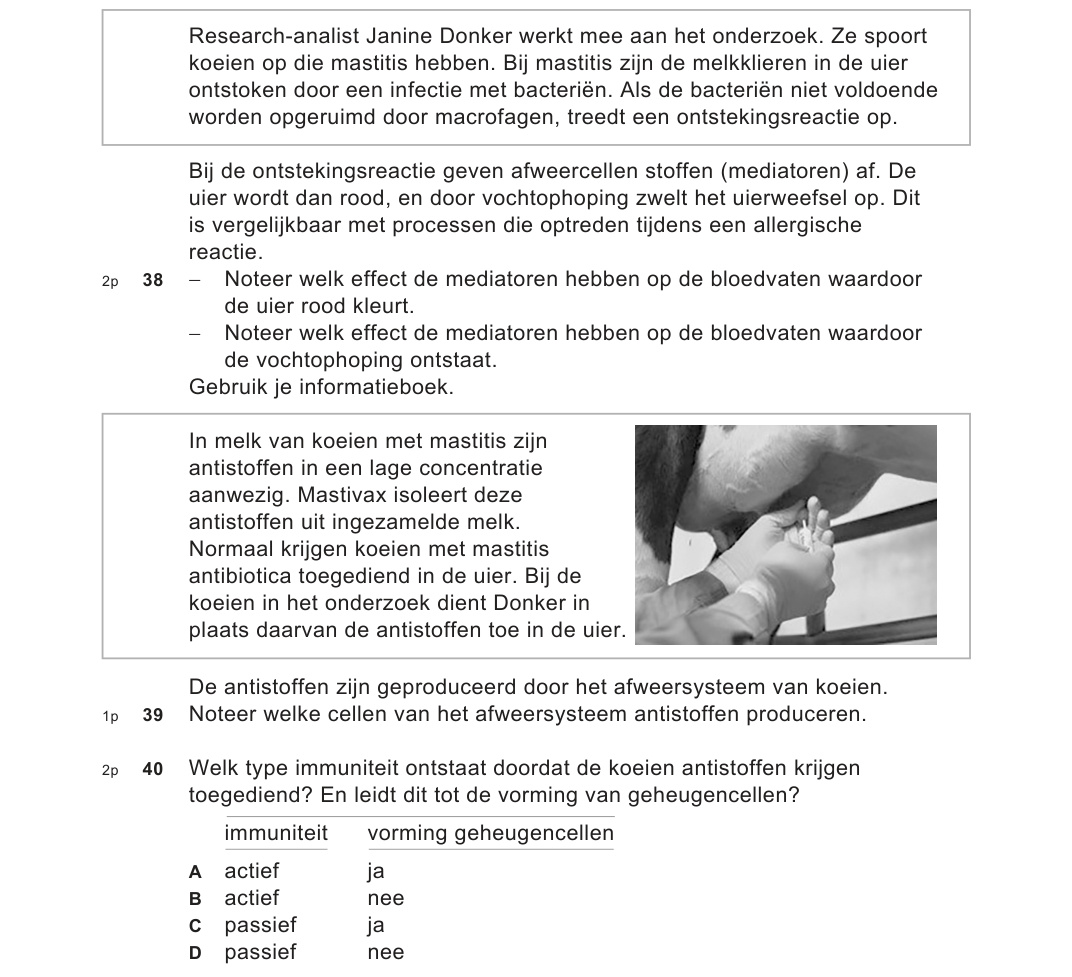 Research-analist Janine Donker werkt mee aan het onderzoek. Ze spoort
koeien op die mastitis hebben. Bij mastitis zijn de melkklieren in de uier
ontstoken door een infectie met bacteriën. Als de bacteriën niet voldoende
worden opgeruimd door macrofagen, treedt een ontstekingsreactie op.
Bij de ontstekingsreactie geven afweercellen stoffen (mediatoren) af. De
uier wordt dan rood, en door vochtophoping zwelt het uierweefsel op. Dit
is vergelijkbaar met processen die optreden tijdens een allergische
reactie.
2p 38 – Noteer welk effect de mediatoren hebben op de bloedvaten waardoor
de uier rood kleurt.
– Noteer welk effect de mediatoren hebben op de bloedvaten waardoor
de vochtophoping ontstaat.
Gebruik je informatieboek.
In melk van koeien met mastitis zijn
antistoffen in een lage concentratie
aanwezig. Mastivax isoleert deze
antistoffen uit ingezamelde melk.
Normaal krijgen koeien met mastitis
antibiotica toegediend in de uier. Bij de
koeien in het onderzoek dient Donker in
plaats daarvan de antistoffen toe in de uier.
De antistoffen zijn geproduceerd door het afweersysteem van koeien.
1p 39 Noteer welke cellen van het afweersysteem antistoffen produceren.
2p 40 Welk type immuniteit ontstaat doordat de koeien antistoffen krijgen
toegediend? En leidt dit tot de vorming van geheugencellen?
immuniteit vorming geheugencellen
A actief ja
B actief nee
C passief ja
D passief nee